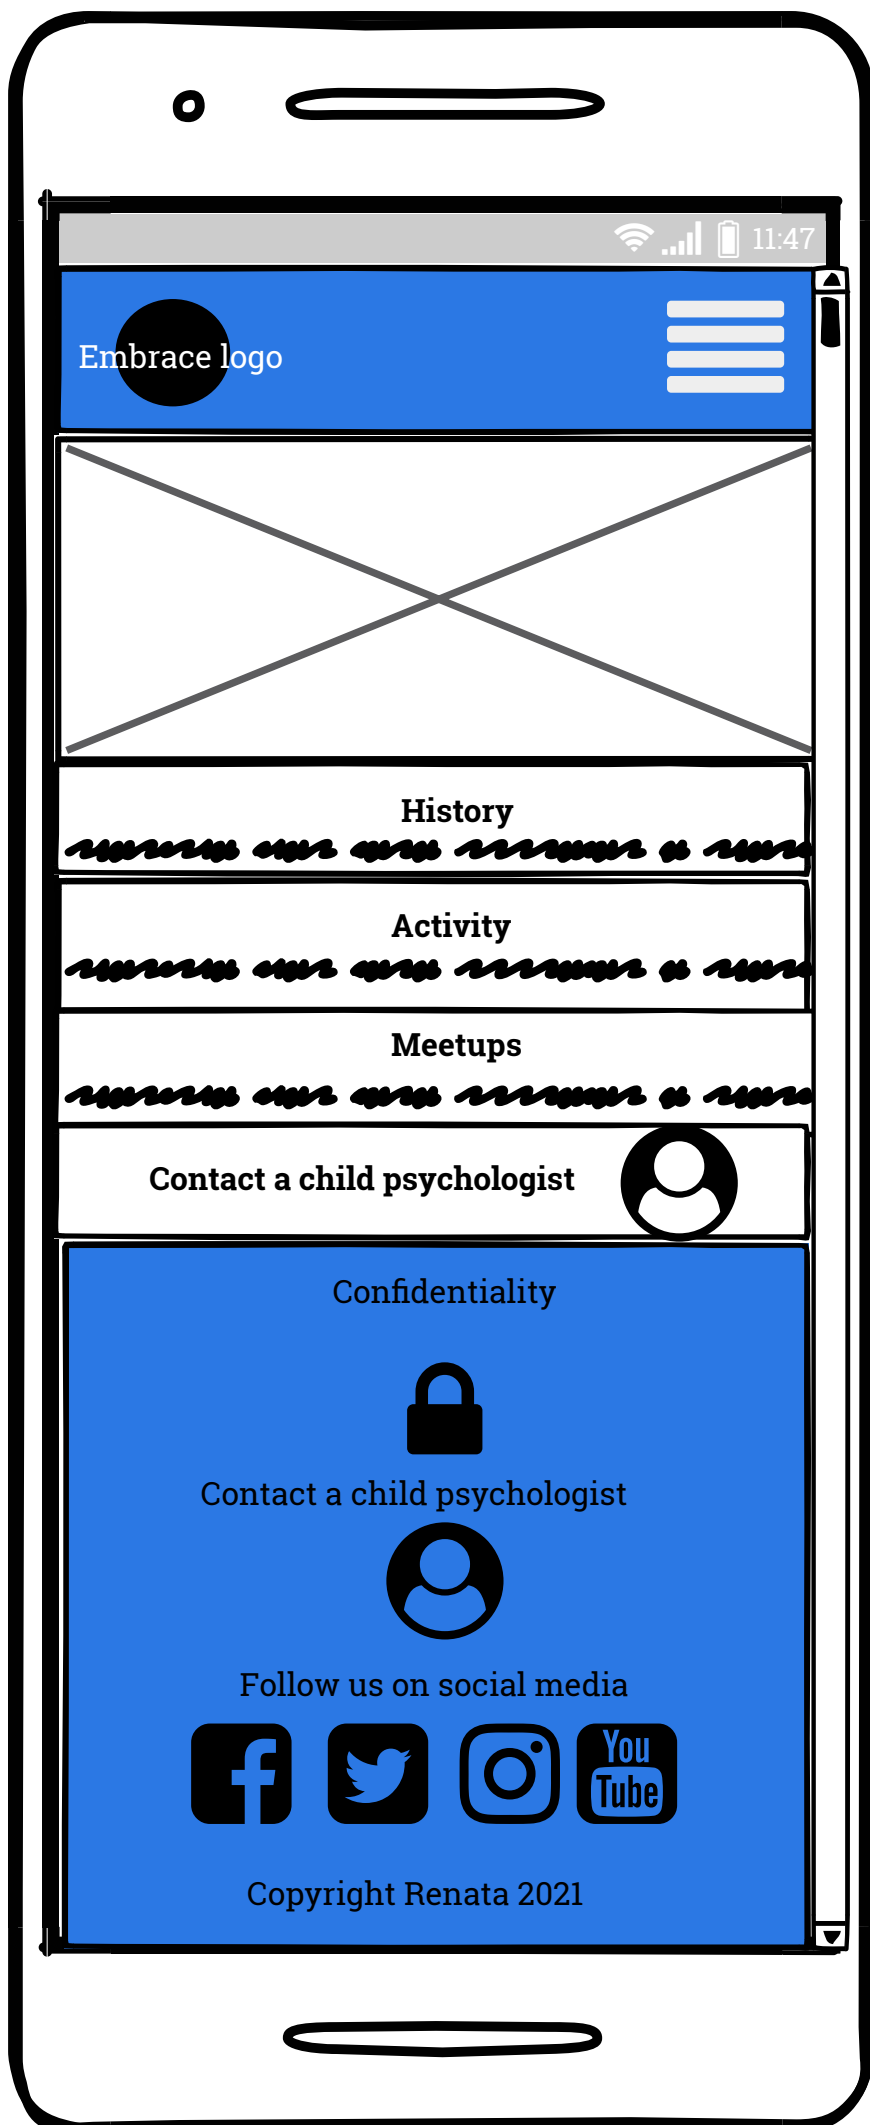 11:47
Embrace logo
History
Activity
Meetups
Contact a child psychologist
Confidentiality
Contact a child psychologist
Follow us on social media
You
Tube
Copyright Renata 2021